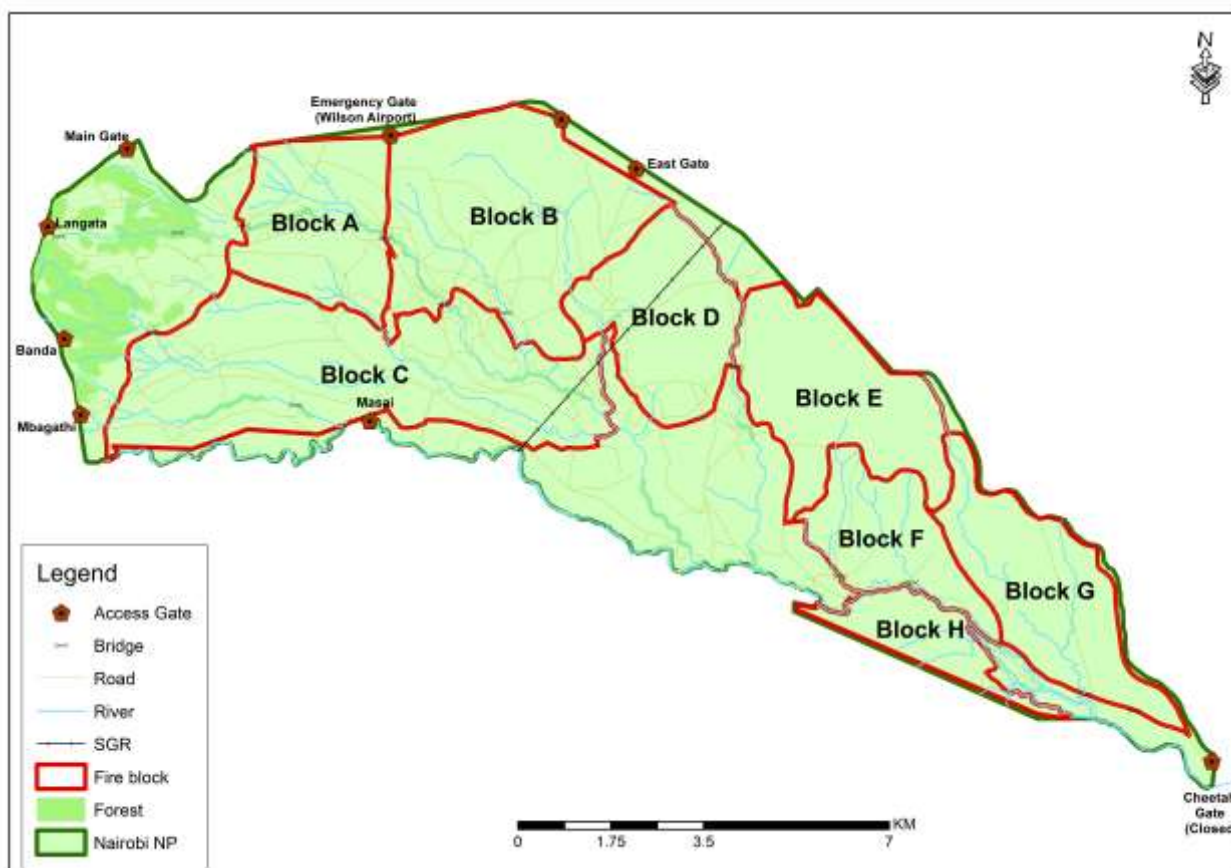 N
Emergency Gate
(Wilson Airport)
Main Gate
East Gate
Langata
Block A
Block B
Block D
Banda
Block C
Masai
Block E
Mbagathi
Block F
Block G
Block H
Legend
Access Gate
Bridge
Road
River
SGR
Fire block
Forest
Nairobi NP
Cheetah
Gate
(Closed
KM
0
1.75
3.5
7